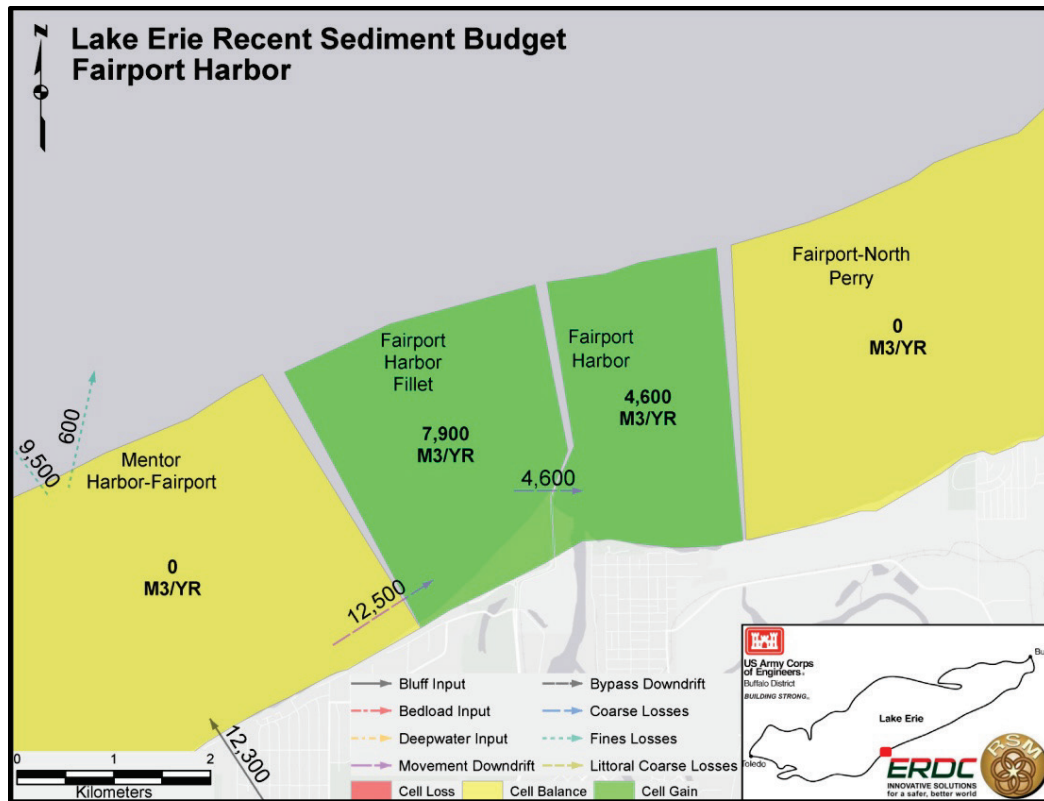 N
Lake Erie Recent Sediment Budget
Fairport Harbor
Fairport-North
Perry
0
M3/YR
Fairport
Harbor
4,600
M3/YR
Fairport
Harbor
Fillet
7,900
M3/YR
4,600
600
9,500
Mentor
Harbor-Fairport
0
M3/YR
12,500
12,300
0 1 2
Kilometers
Bluff Input
Bedload Input
Deepwater Input
Movement Downdrift
Bypass Downdrift
Coarse Losses
Fines Losses
Littoral Coarse Losses
Cell Loss
Cell Balance
Cell Gain
US Army Corps
of Engineers®
Buffalo District
BUILDING STRONG®
Lake Erie
Toledo
ERDC
INNOVATIVE SOLUTIONS
for a safer, better world
RSM